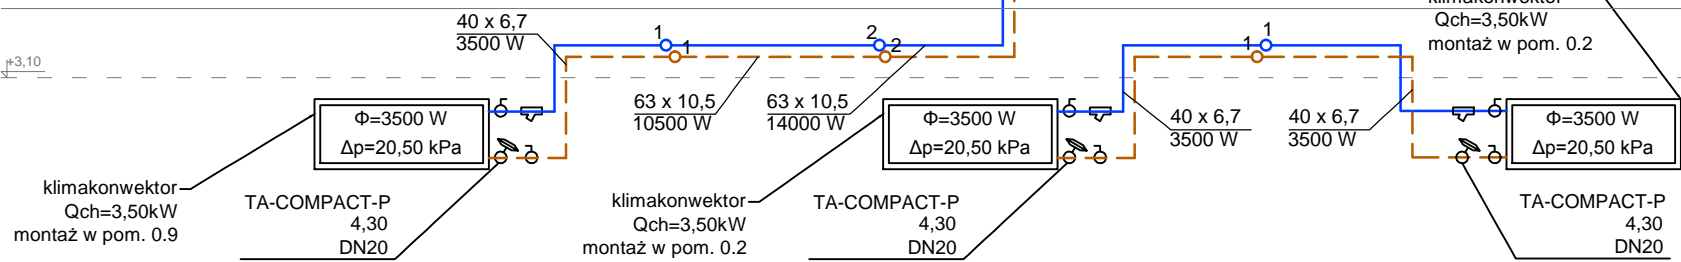 klimakonwektor
Qch=3,50kW
montaż w pom. 0.2
40 x 6,7
3500 W
1
1
2
2
1
1
+3,10
63 x 10,5
10500 W
63 x 10,5
14000 W
40 x 6,7
3500 W
40 x 6,7
3500 W
Φ=3500 W
Δp=20,50 kPa
Φ=3500 W
Δp=20,50 kPa
Φ=3500 W
Δp=20,50 kPa
klimakonwektor
Qch=3,50kW
montaż w pom. 0.9
TA-COMPACT-P
4,30
DN20
klimakonwektor
Qch=3,50kW
montaż w pom. 0.2
TA-COMPACT-P
4,30
DN20
TA-COMPACT-P
4,30
DN20